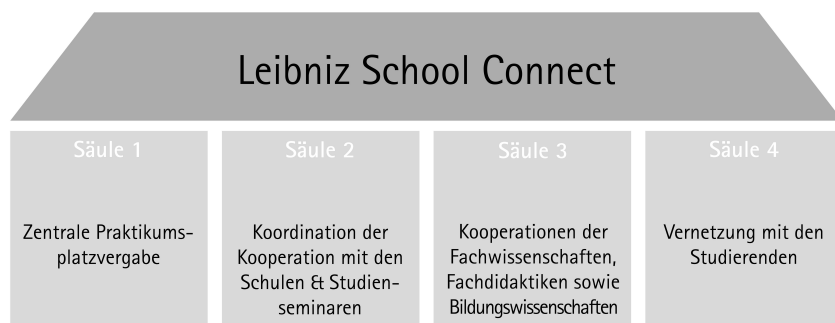 Leibniz School Connect
Säule 1
Zentrale Praktikums-
platzvergabe
Säule 2
Koordination der
Kooperation mit den
Schulen & Studien-
seminaren
Säule 3
Kooperationen der
Fachwissenschaften,
Fachdidaktiken sowie
Bildungswissenschaften
Säule 4
Vernetzung mit den
Studierenden